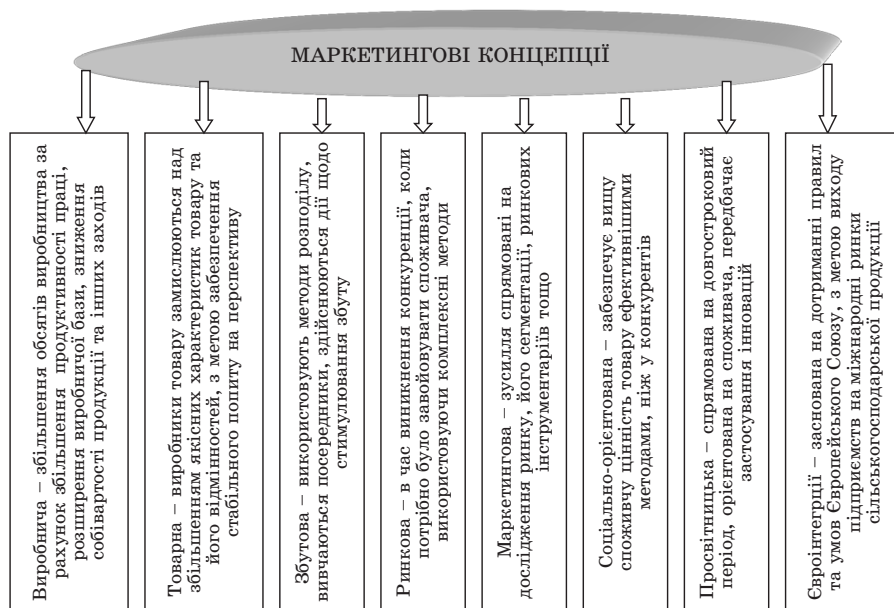 МАРКЕТИНГОВІ КОНЦЕПЦІЇ
Виробнича – збільшення обсягів виробництва за
рахунок збільшення продуктивності праці,
розширення виробничої бази, зниження
собівартості продукції та інших заходів
Товарна – виробники товару замислюються над
збільшенням якісних характеристик товару та
його відмінностей, з метою забезпечення
стабільного попиту на перспективу
Збутова – використовують методи розподілу,
вивчаються посередники, здійснюються дії щодо
стимулювання збуту
Ринкова – в час виникнення конкуренції, коли
потрібно було завойовувати споживача,
використовуючи комплексні методи
Маркетингова – зусилля спрямовані на
дослідження ринку, його сегментації, ринкових
інструментаріїв тощо
Соціально-орієнтована – забезпечує вищу
споживчу цінність товару ефективнішими
методами, ніж у конкурентів
Просвітницька – спрямована на довгостроковий
період, орієнтована на споживача, передбачає
застосування інновацій
Євроінтегрції – заснована на дотриманні правил
та умов Європейського Союзу, з метою виходу
підприємств на міжнародні ринки
сільськогосподарської продукції